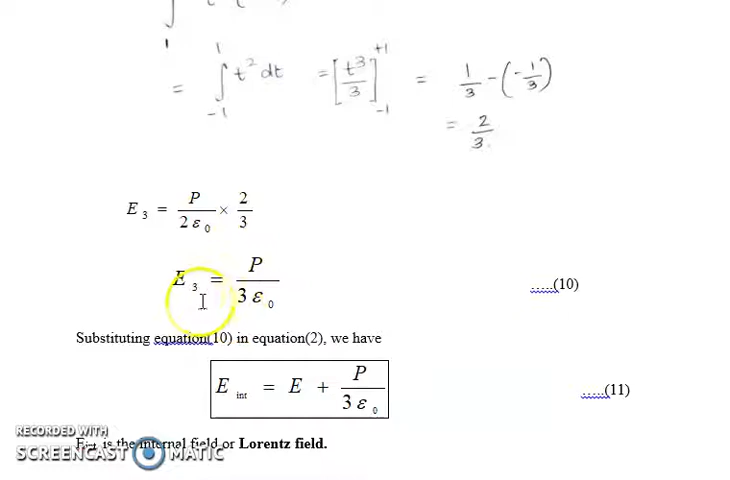 1
= ∫₋₁¹ t² dt = [t³/3]₋₁⁺¹ = 1/3 - (-1/3)
= 2/3
E₃ = P/2ε₀ × 2/3
E₃ = P/3ε₀ .....(10)
Substituting equation(10) in equation(2), we have
E int = E + P/3ε₀ .....(11)
RECORDED WITH
SCREENCAST MATIC
is the internal field or Lorentz field.